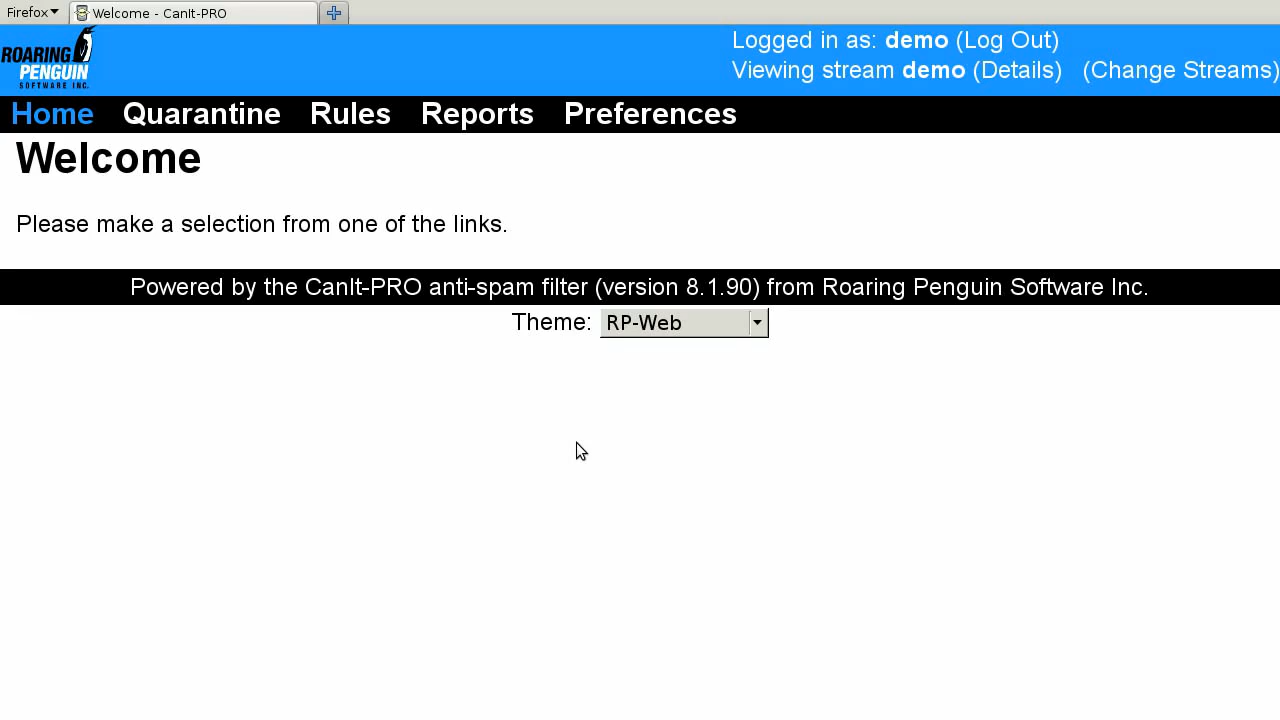 Firefox
Welcome - CanIt-PRO
ROARING
PENGUIN
SOFTWARE INC.
Logged in as: demo (Log Out)
Viewing stream demo (Details) (Change Streams)
Home Quarantine Rules Reports Preferences
Welcome
Please make a selection from one of the links.
Powered by the CanIt-PRO anti-spam filter (version 8.1.90) from Roaring Penguin Software Inc.
Theme: RP-Web